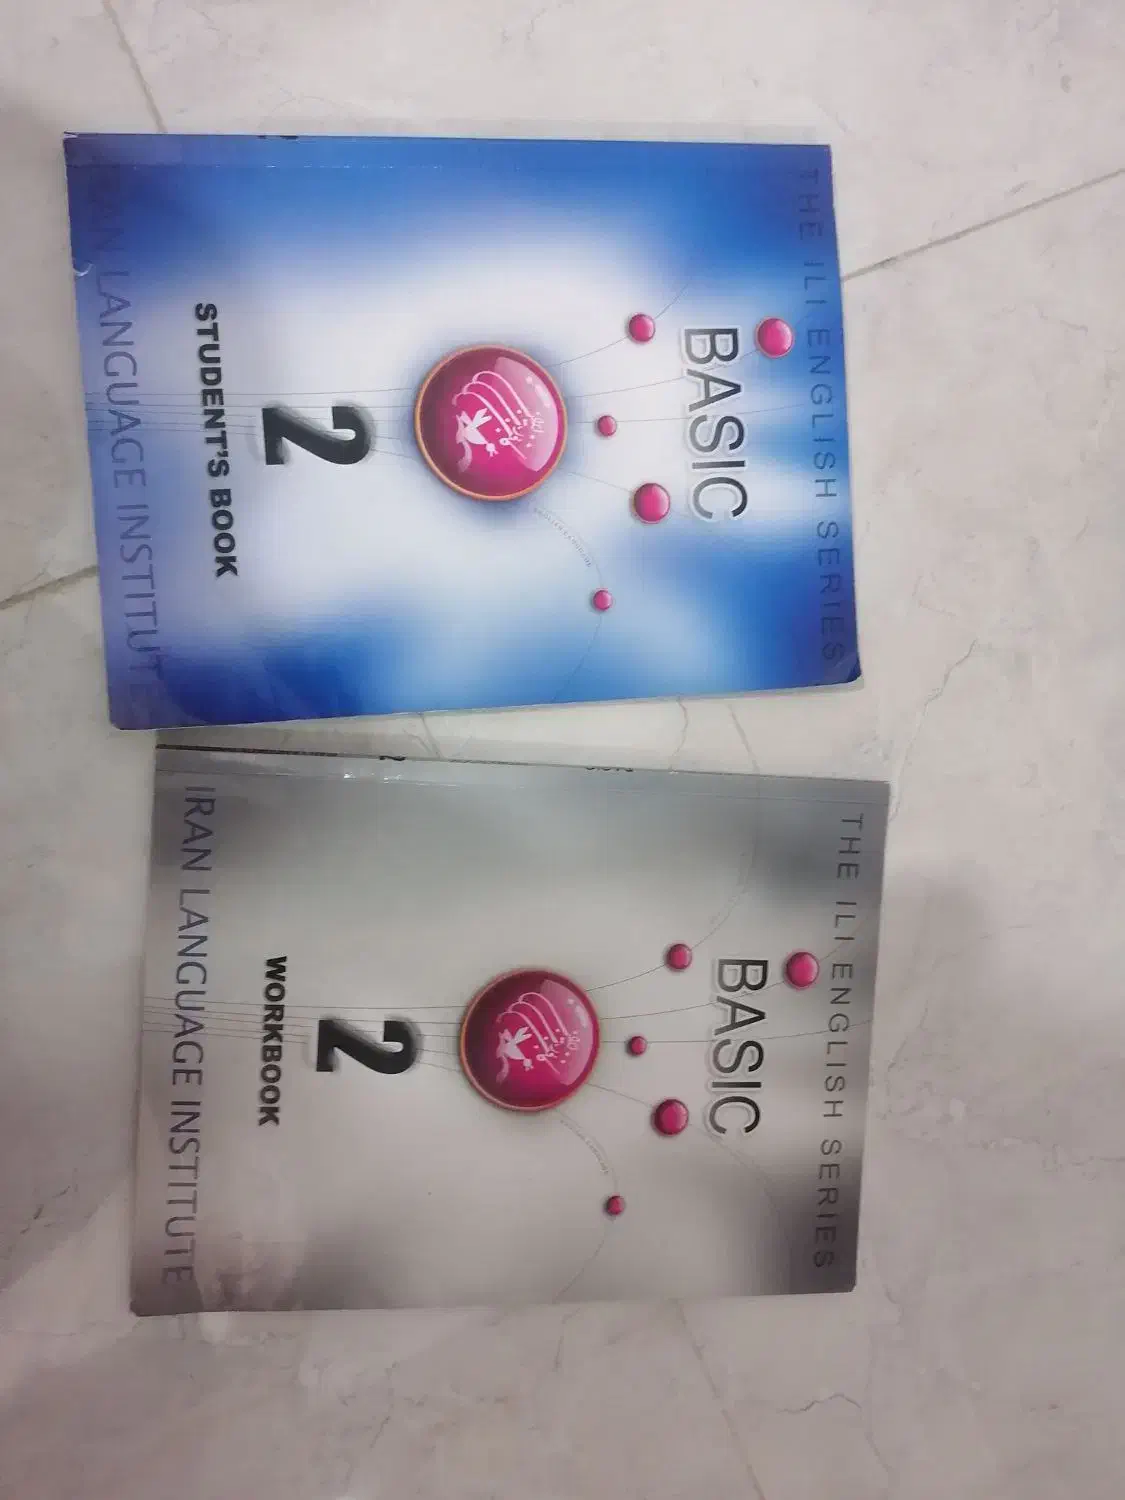 THE ILI ENGLISH SERIES
BASIC
2
STUDENT'S BOOK
IRAN LANGUAGE INSTITUTE
THE ILI ENGLISH SERIES
BASIC
2
WORKBOOK
IRAN LANGUAGE INSTITUTE